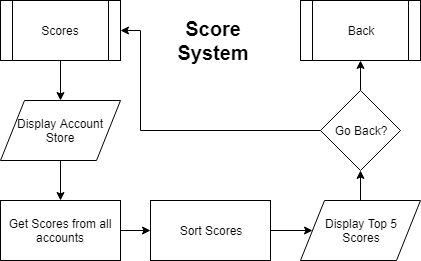 Scores
Score
System
Back
Display Account
Store
Go Back?
Get Scores from all
accounts
Sort Scores
Display Top 5
Scores